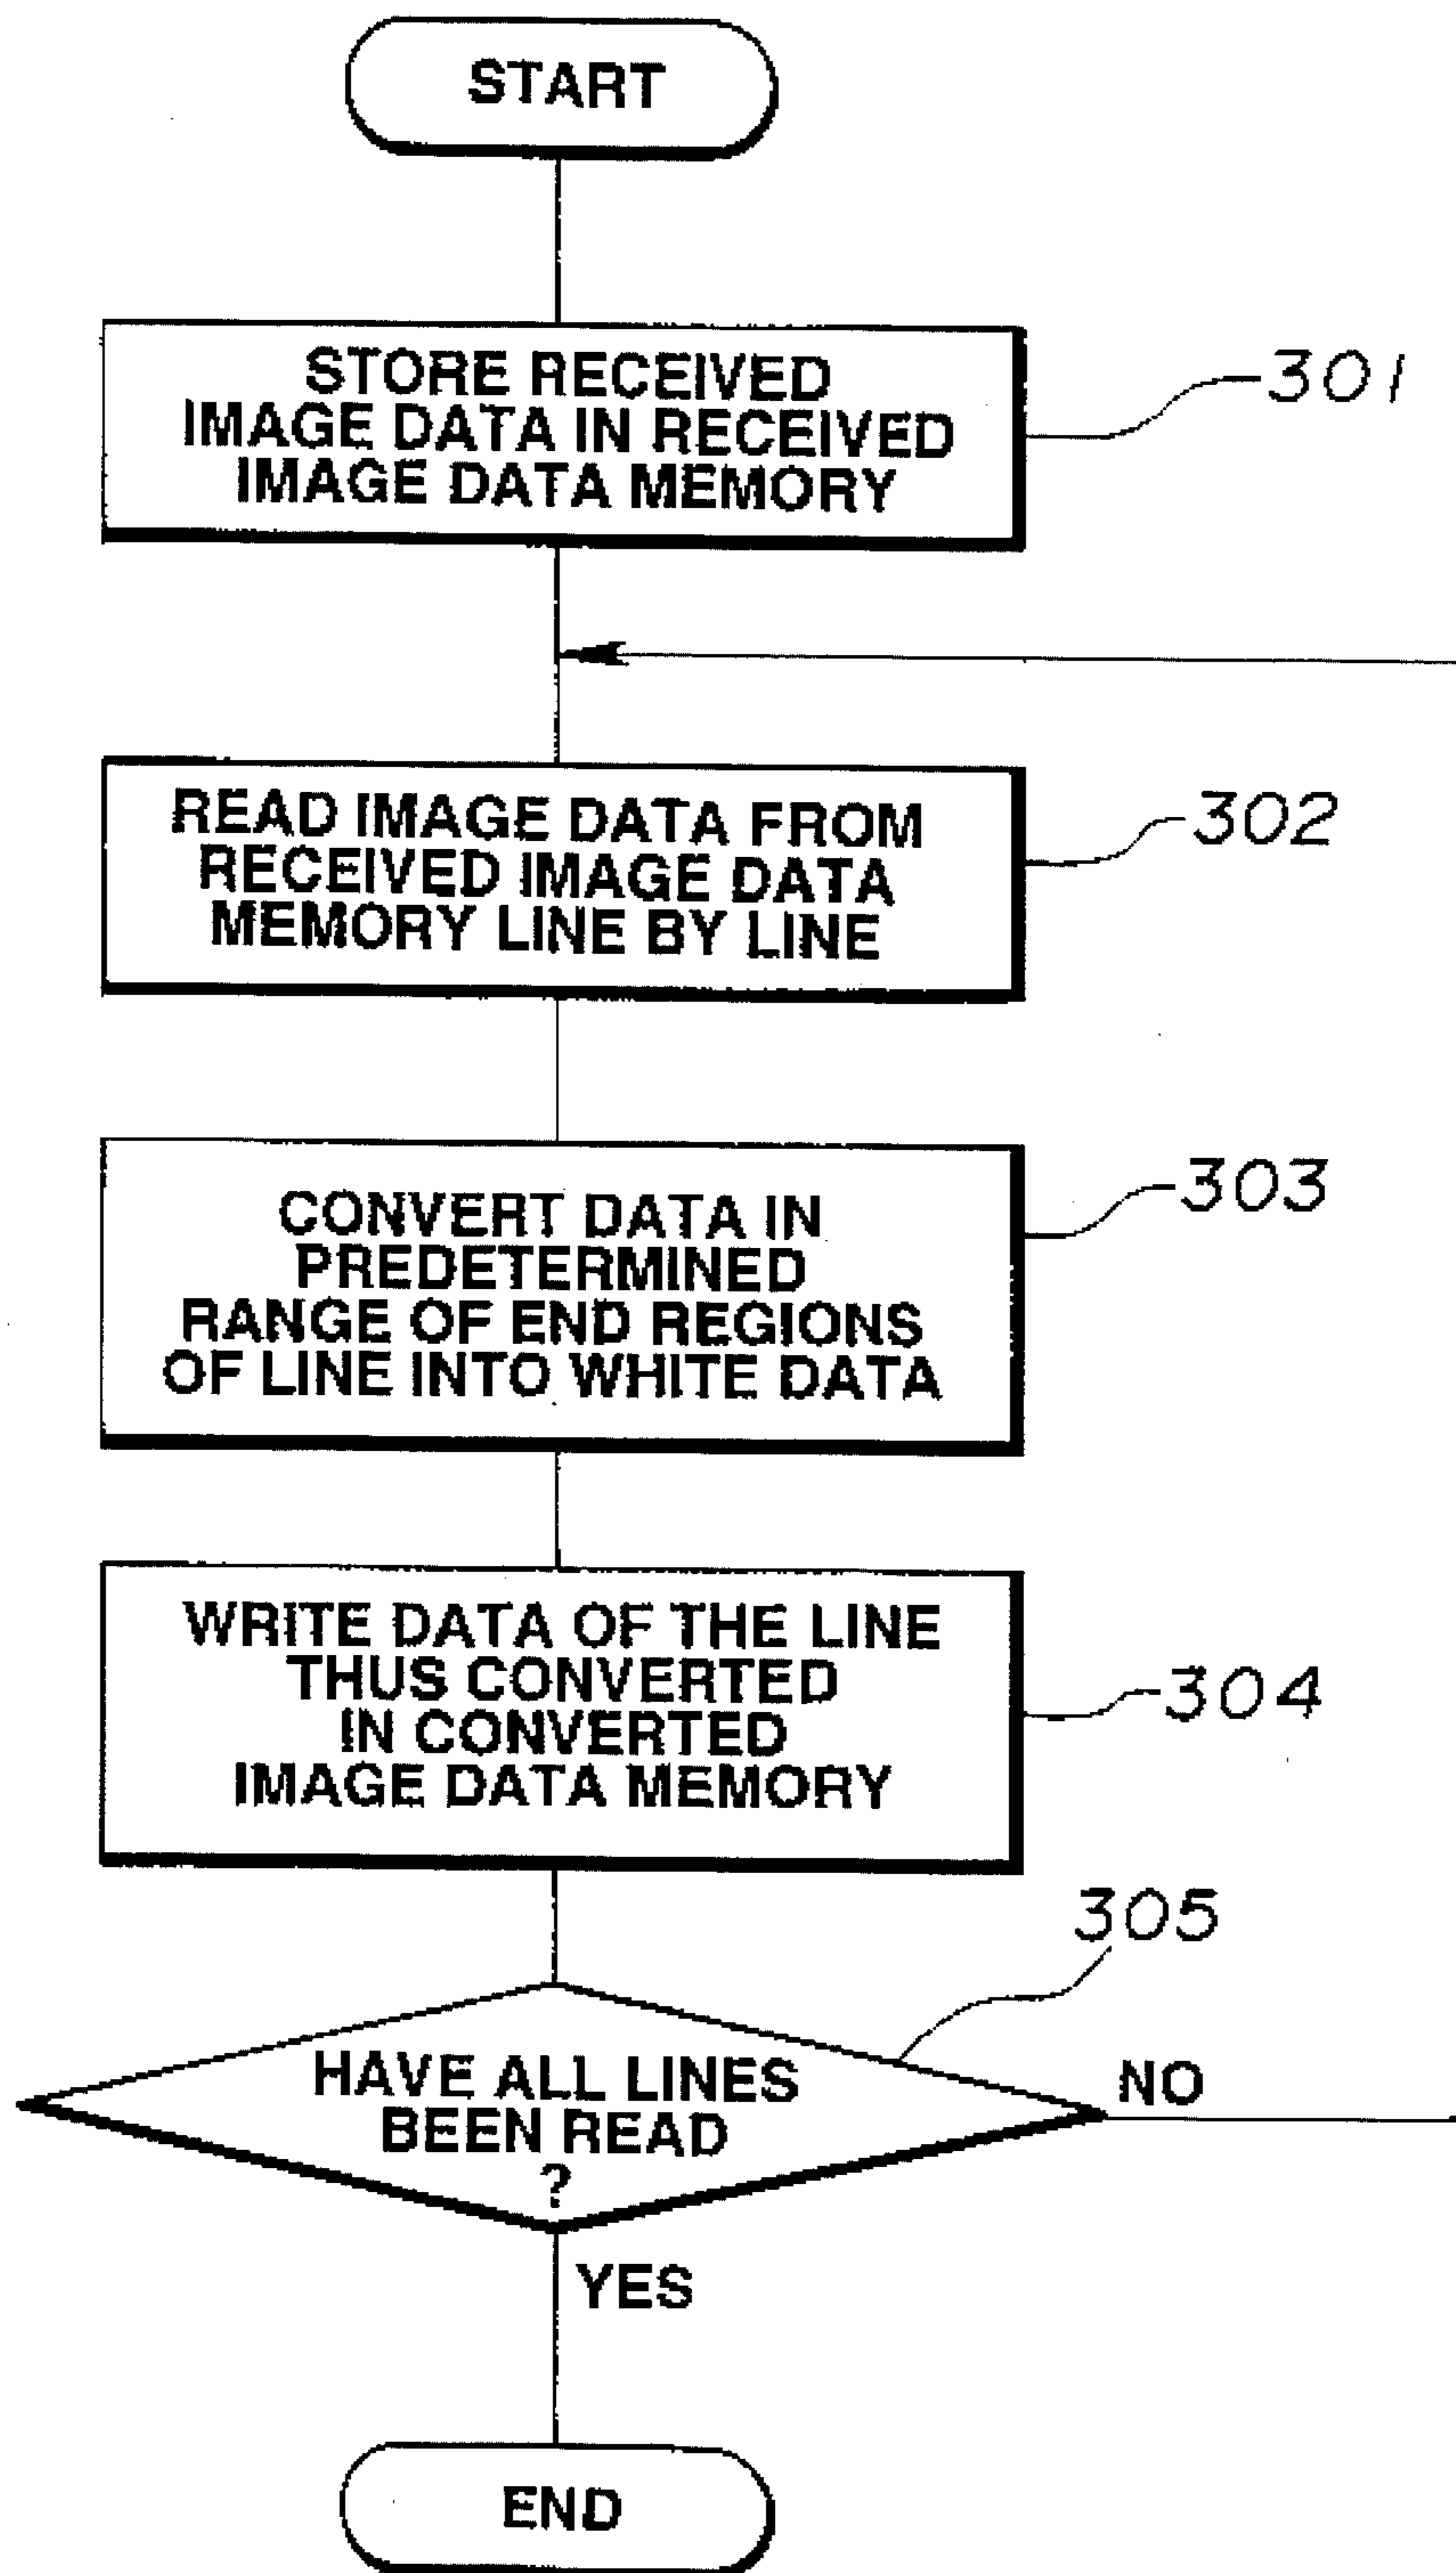 START
STORE RECEIVED
IMAGE DATA IN RECEIVED
IMAGE DATA MEMORY
301
READ IMAGE DATA FROM
RECEIVED IMAGE DATA
MEMORY LINE BY LINE
302
CONVERT DATA IN
PREDETERMINED
RANGE OF END REGIONS
OF LINE INTO WHITE DATA
303
WRITE DATA OF THE LINE
THUS CONVERTED
IN CONVERTED
IMAGE DATA MEMORY
304
305
HAVE ALL LINES
BEEN READ
?
NO
YES
END